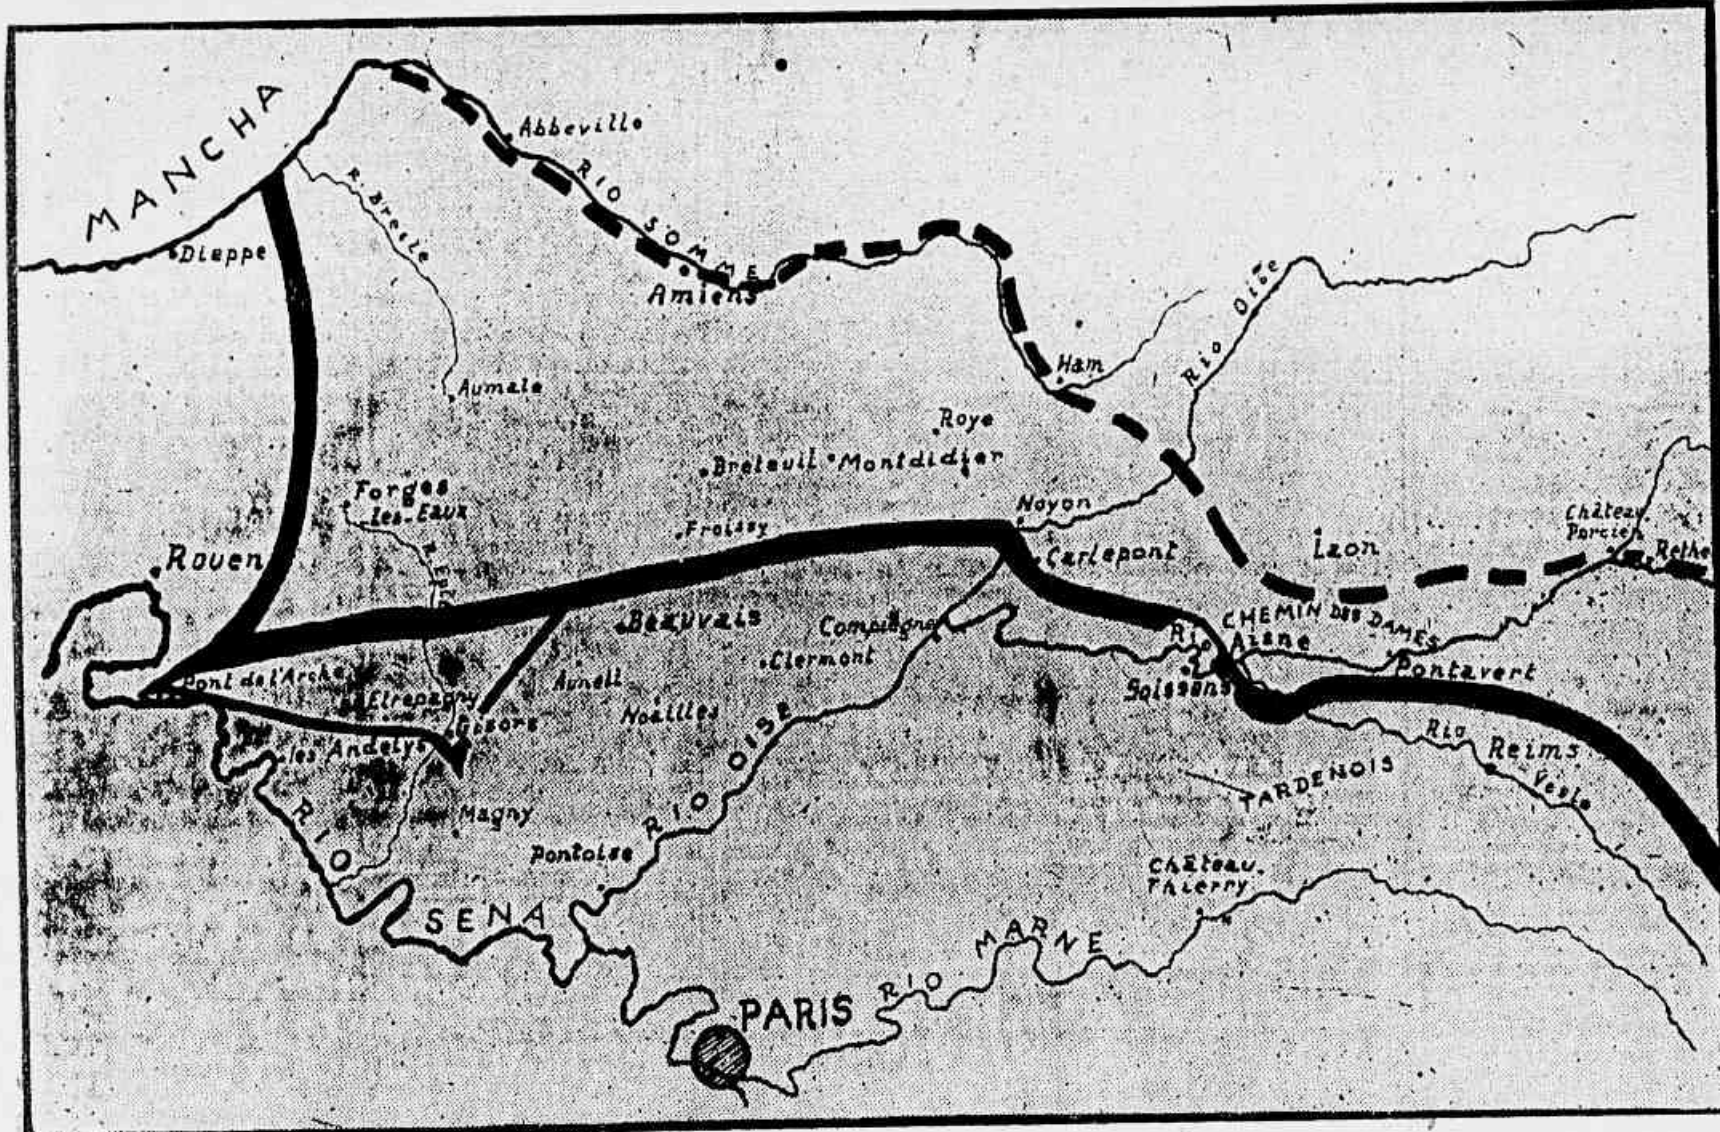 MANCHA
Abbeville
R. Bresle
RIO SOMME
Dieppe
Amiens
Rio Oise
Ham
Aumale
Roye
Breteuil
Montdidier
Forges
les-Eaux
Noyon
Château
Porcien
Froissy
Laon
Rethe
Rouen
R. Epte
Carlepont
CHEMIN DES DAMES
Beauvais
Compiègne
Rio
Aisne
Clermont
Pontavert
Pont de l'Arche
Auneil
Soissons
Etrepagny
Noailles
Gisors
les Andelys
RIO OISE
Rio
Vesle
Reims
TARDENOIS
Magny
Pontoise
RIO
SENA
Château
Thierry
RIO MARNE
PARIS